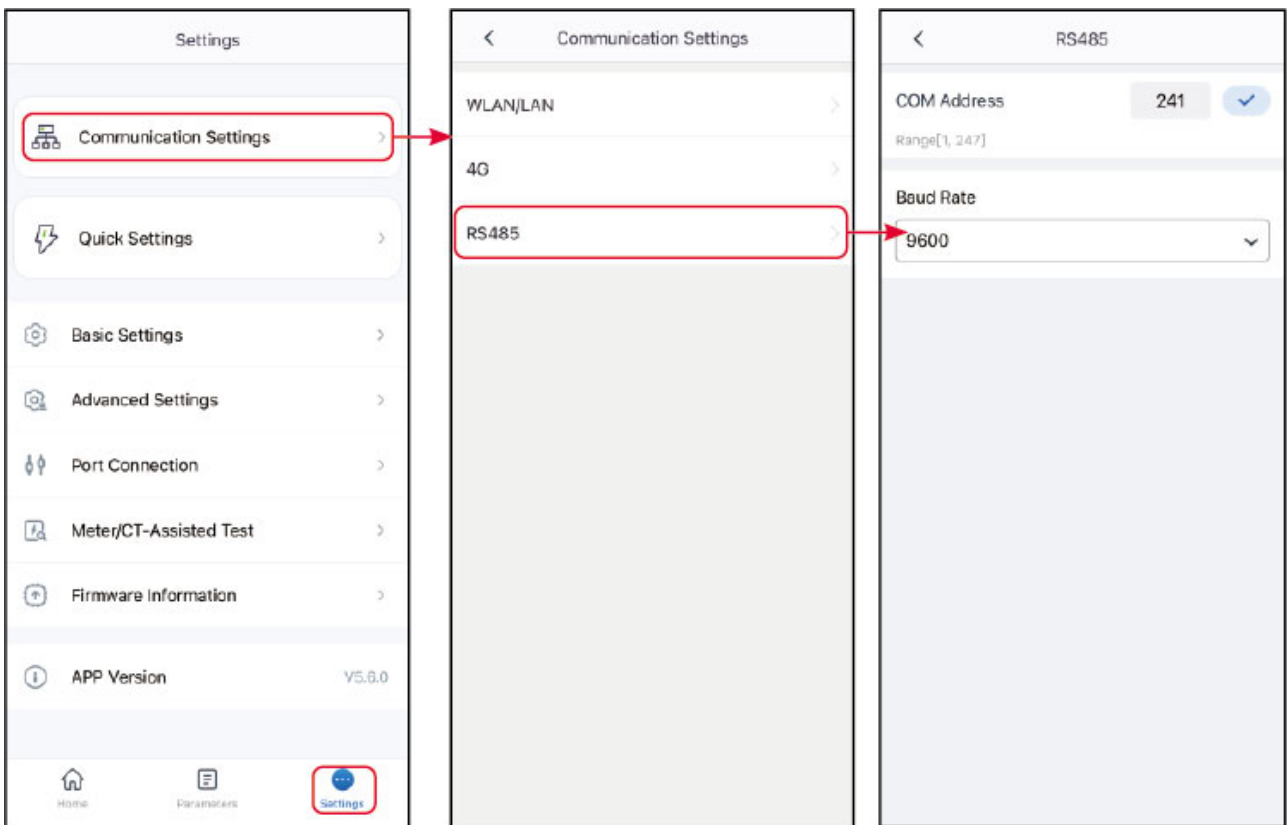 Settings
Communication Settings
Quick Settings
Basic Settings
Advanced Settings
Port Connection
Meter/CT-Assisted Test
Firmware Information
APP Version V5.6.0
Home Parameters Settings
Communication Settings
WLAN/LAN
4G
RS485
RS485
COM Address 241
Range[1, 247]
Baud Rate
9600